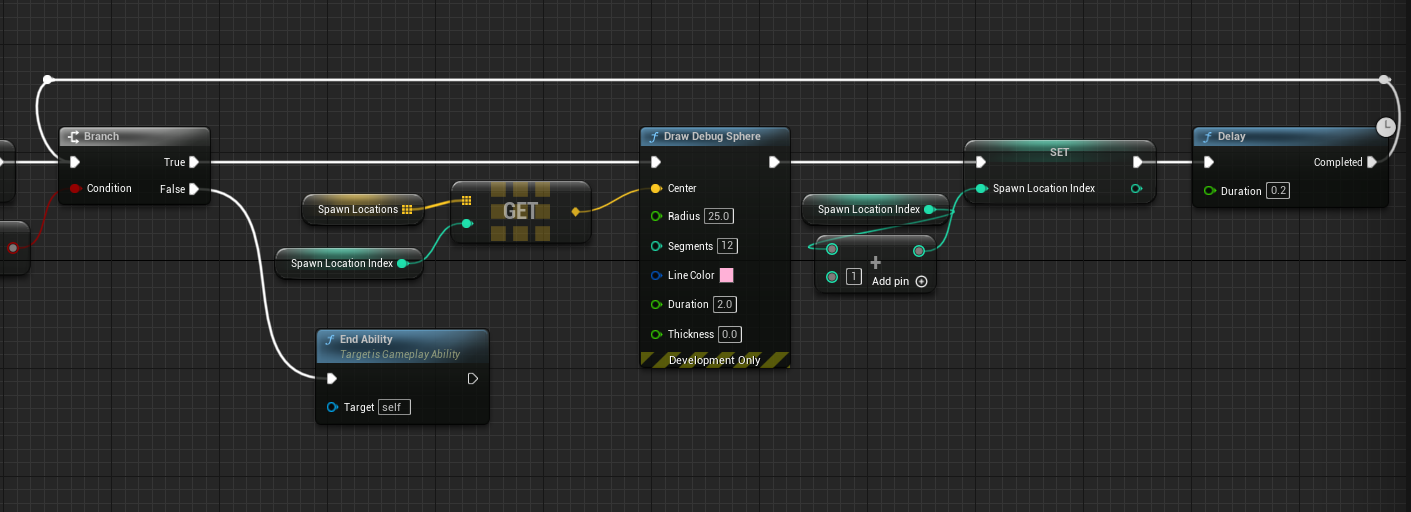 Branch
True
Condition
False
Spawn Locations
GET
Spawn Location Index
End Ability
Target is Gameplay Ability
Target self
Draw Debug Sphere
Center
Radius 25.0
Segments 12
Line Color
Duration 2.0
Thickness 0.0
Development Only
Spawn Location Index
+
1
Add pin
SET
Spawn Location Index
Delay
Completed
Duration 0.2